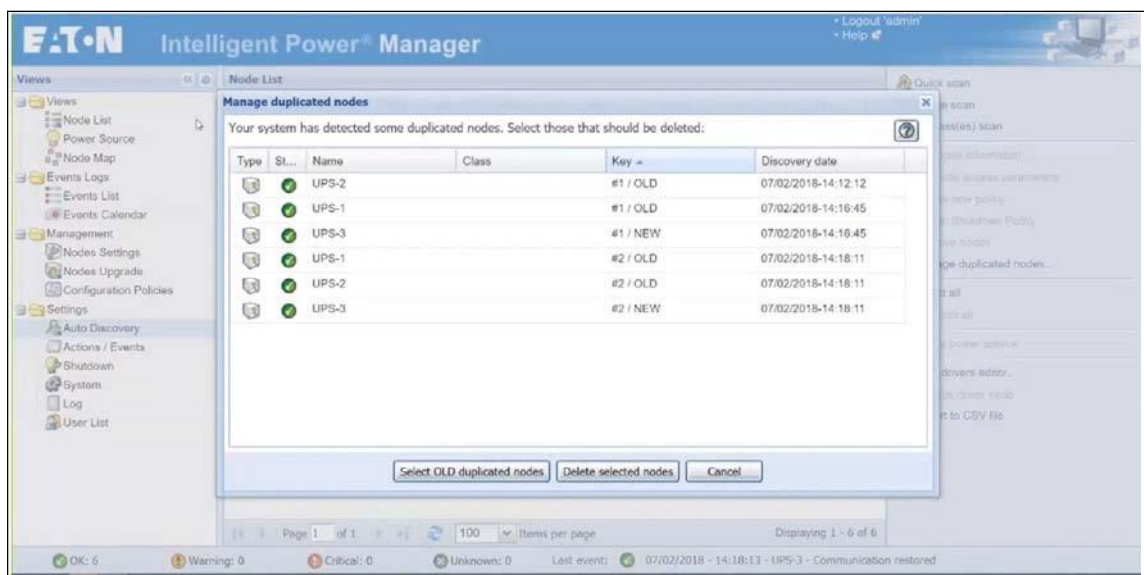 EATON Intelligent Power® Manager
• Logout 'admin'
• Help
Views
Node List
Views
Node List
Power Source
Node Map
Events Logs
Events List
Events Calendar
Management
Nodes Settings
Nodes Upgrade
Configuration Policies
Settings
Auto Discovery
Actions / Events
Shutdown
System
Log
User List
Manage duplicated nodes
Your system has detected some duplicated nodes. Select those that should be deleted:
Type St... Name Class Key Discovery date
UPS-2 #1 / OLD 07/02/2018-14:12:12
UPS-1 #1 / OLD 07/02/2018-14:16:45
UPS-3 #1 / NEW 07/02/2018-14:16:45
UPS-1 #2 / OLD 07/02/2018-14:18:11
UPS-2 #2 / OLD 07/02/2018-14:18:11
UPS-3 #2 / NEW 07/02/2018-14:18:11
Select OLD duplicated nodes Delete selected nodes Cancel
Quick scan
scan
scan
duplicated nodes...
all
power source
drivers editor...
to CSV file
Page 1 of 1 100 Items per page Displaying 1 - 6 of 6
OK: 6 Warning: 0 Critical: 0 Unknown: 0 Last event: 07/02/2018 - 14:18:13 - UPS-3 - Communication restored